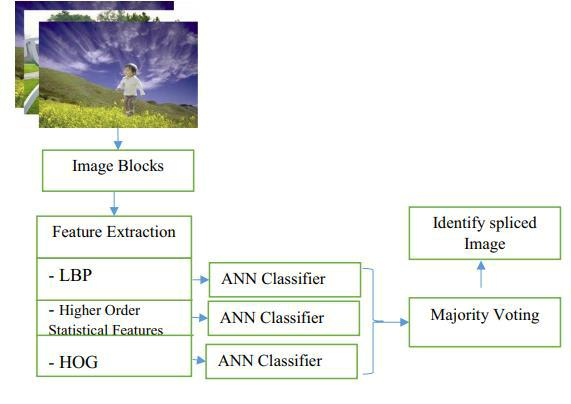 Image Blocks
Feature Extraction
- LBP
- Higher Order
Statistical Features
- HOG
ANN Classifier
ANN Classifier
ANN Classifier
Majority Voting
Identify spliced
Image